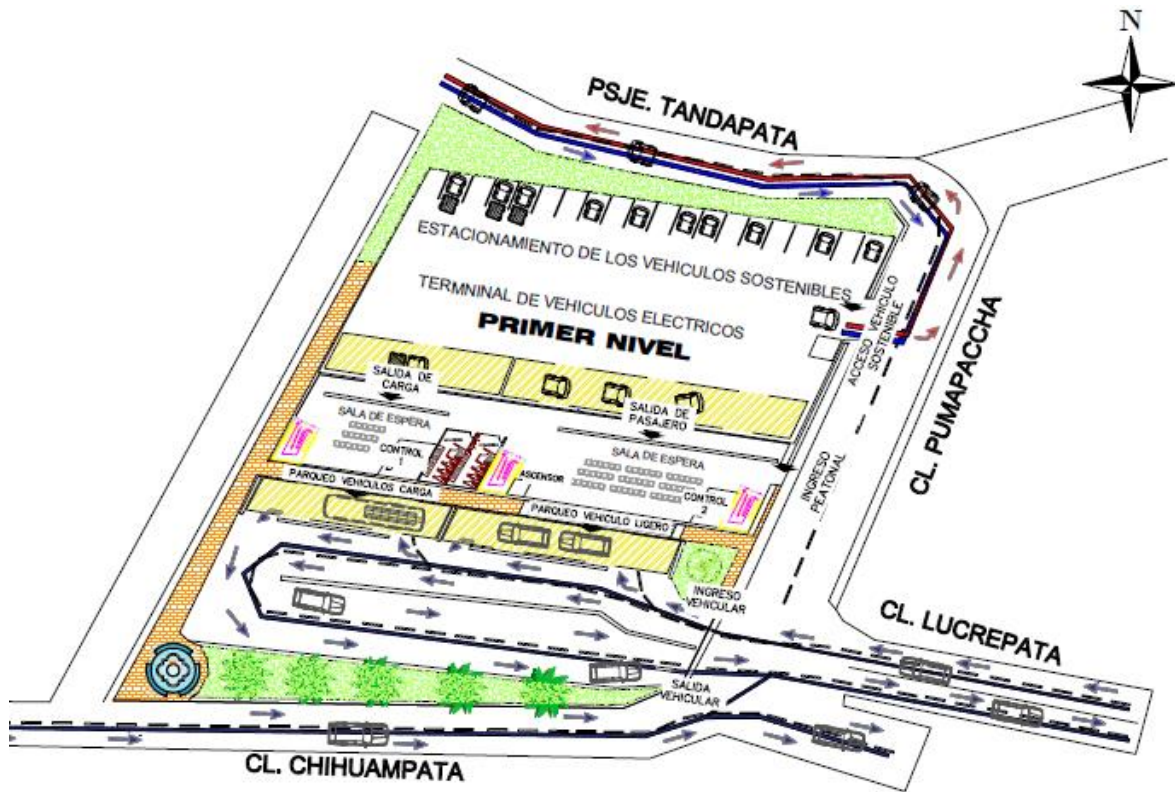 N
PSJE. TANDAPATA
ESTACIONAMIENTO DE LOS VEHICULOS SOSTENIBLES
TERMNINAL DE VEHICULOS ELECTRICOS
PRIMER NIVEL
ACCESO VEHICULO
SOSTENIBLE
CL. PUMAPACCHA
SALIDA DE
CARGA
SALIDA DE
PASAJERO
SALA DE ESPERA
SALA DE ESPERA
CONTROL
1
ASCENSOR
CONTROL
2
INGRESO
PEATONAL
PARQUEO VEHICULOS CARGA
PARQUEO VEHICULO LIGERO
INGRESO
VEHICULAR
CL. LUCREPATA
SALIDA
VEHICULAR
CL. CHIHUAMPATA